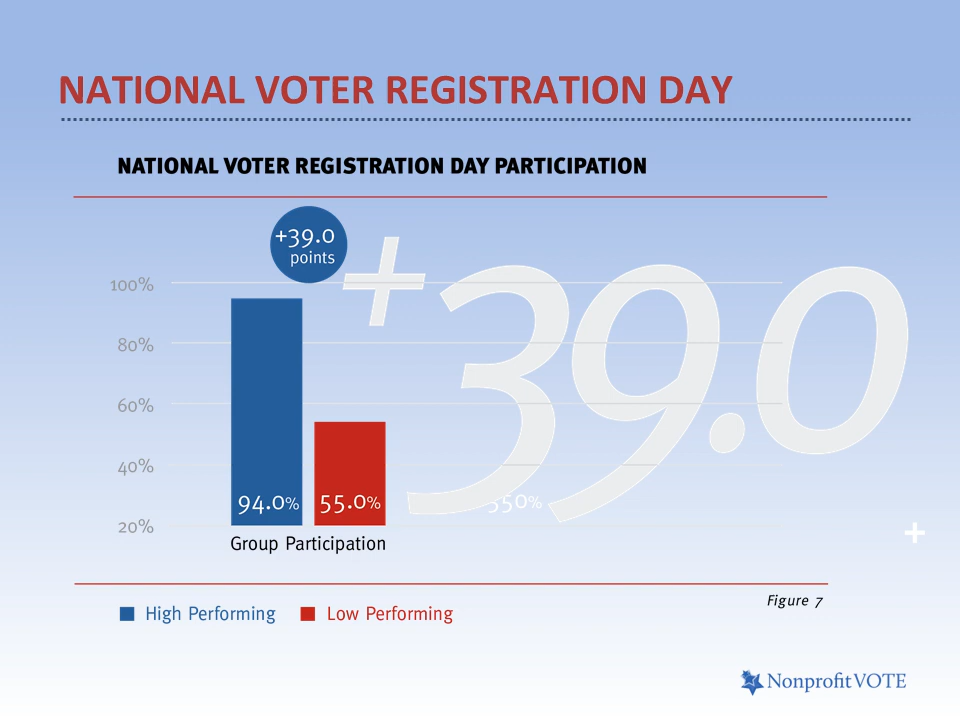 NATIONAL VOTER REGISTRATION DAY
NATIONAL VOTER REGISTRATION DAY PARTICIPATION
+39.0
points
+39.0
100%
80%
60%
40%
20%
94.0%
55.0%
+
Group Participation
Figure 7
High Performing
Low Performing
NonprofitVOTE